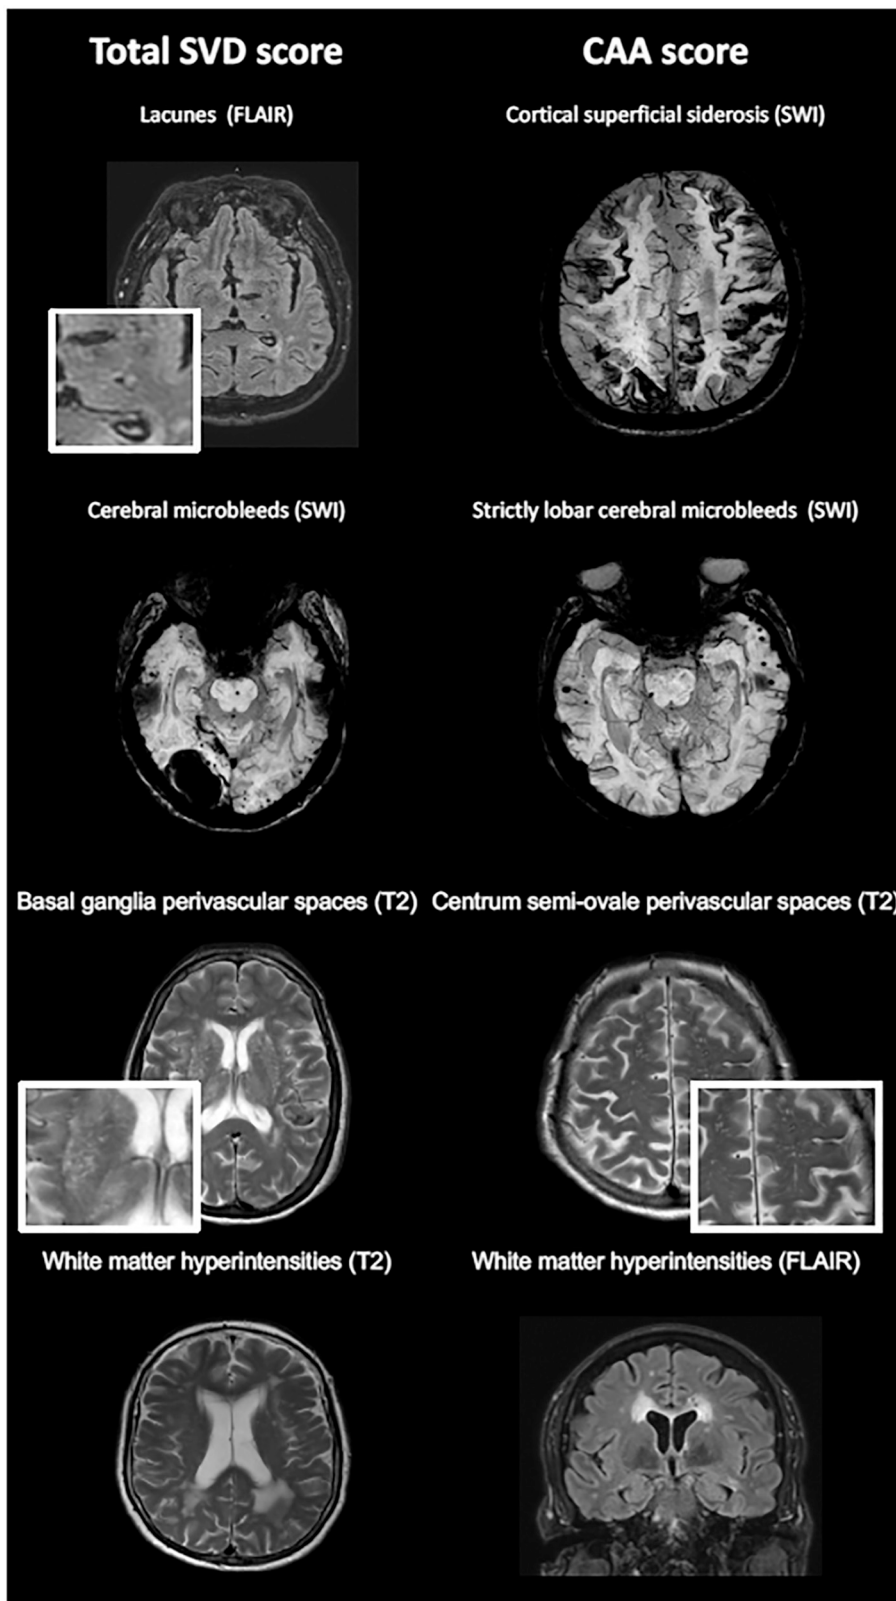 Total SVD score
CAA score
Lacunes (FLAIR)
Cortical superficial siderosis (SWI)
Cerebral microbleeds (SWI)
Strictly lobar cerebral microbleeds (SWI)
Basal ganglia perivascular spaces (T2)
Centrum semi-ovale perivascular spaces (T2)
White matter hyperintensities (T2)
White matter hyperintensities (FLAIR)